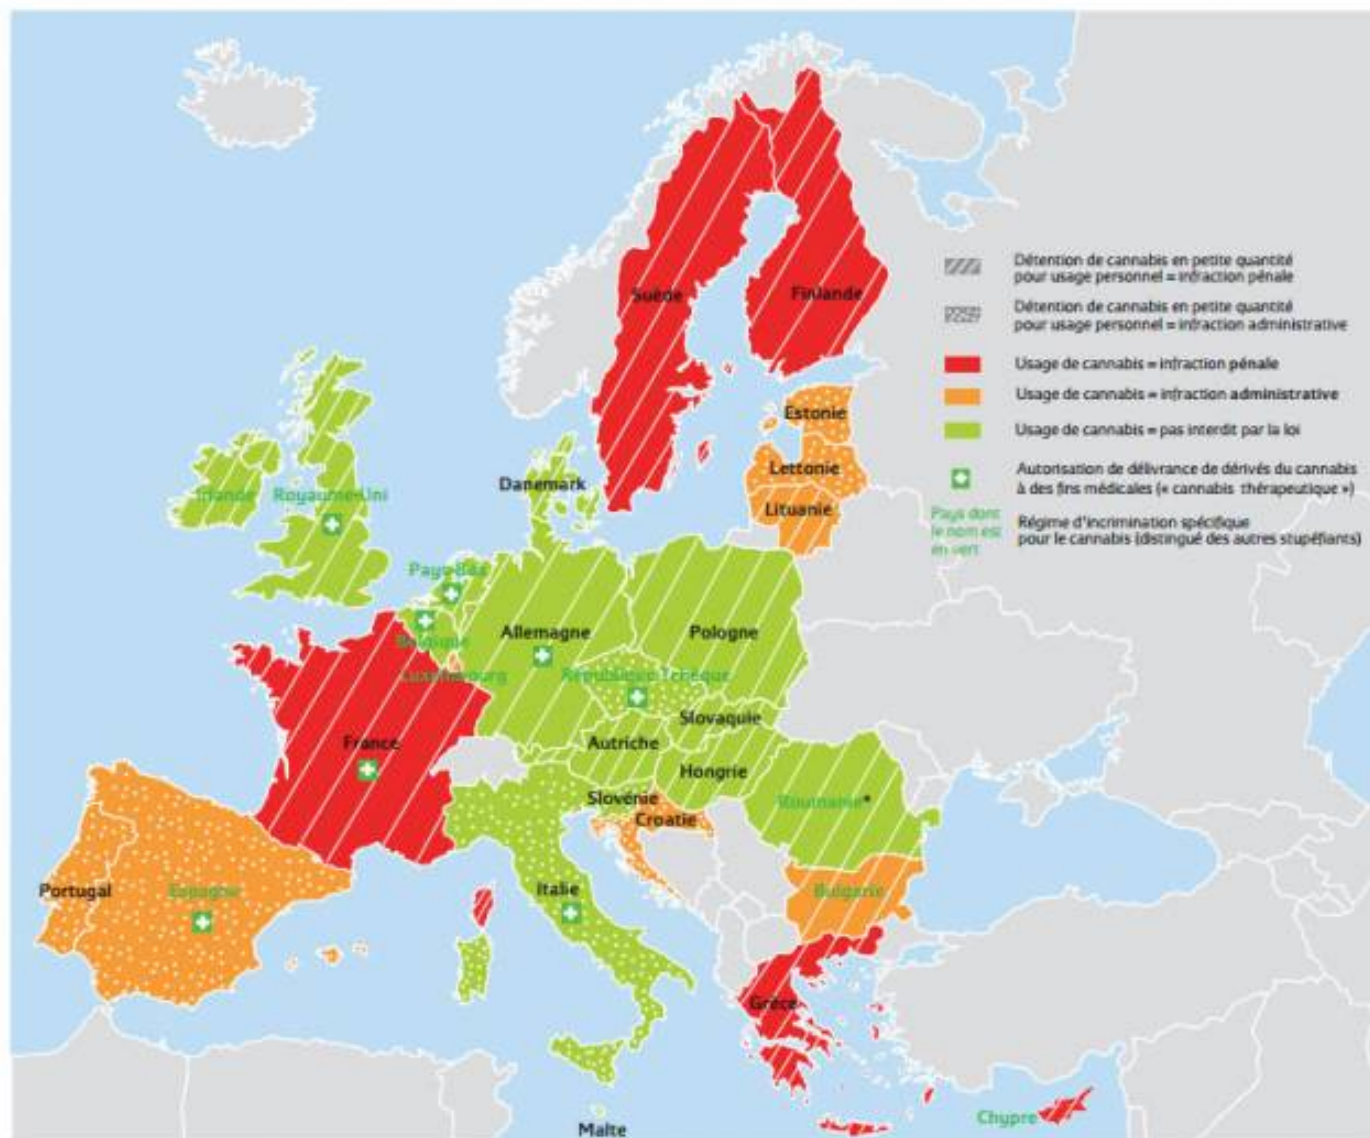 Détention de cannabis en petite quantité
pour usage personnel = infraction pénale
Détention de cannabis en petite quantité
pour usage personnel = infraction administrative
Usage de cannabis = infraction pénale
Usage de cannabis = infraction administrative
Usage de cannabis = pas interdit par la loi
Autorisation de délivrance de dérivés du cannabis
à des fins médicales (« cannabis thérapeutique »)
Pays dont
le nom est
en vert
Régime d'incrimination spécifique
pour le cannabis (distingué des autres stupéfiants)
Suède
Finlande
Estonie
Lettonie
Lituanie
Danemark
Irlande
Royaume-Uni
Pays-Bas
Belgique
Luxembourg
Allemagne
Pologne
République Tchèque
Slovaquie
Autriche
Hongrie
France
Slovénie
Croatie
Roumanie*
Bulgarie
Portugal
Espagne
Italie
Grèce
Malte
Chypre